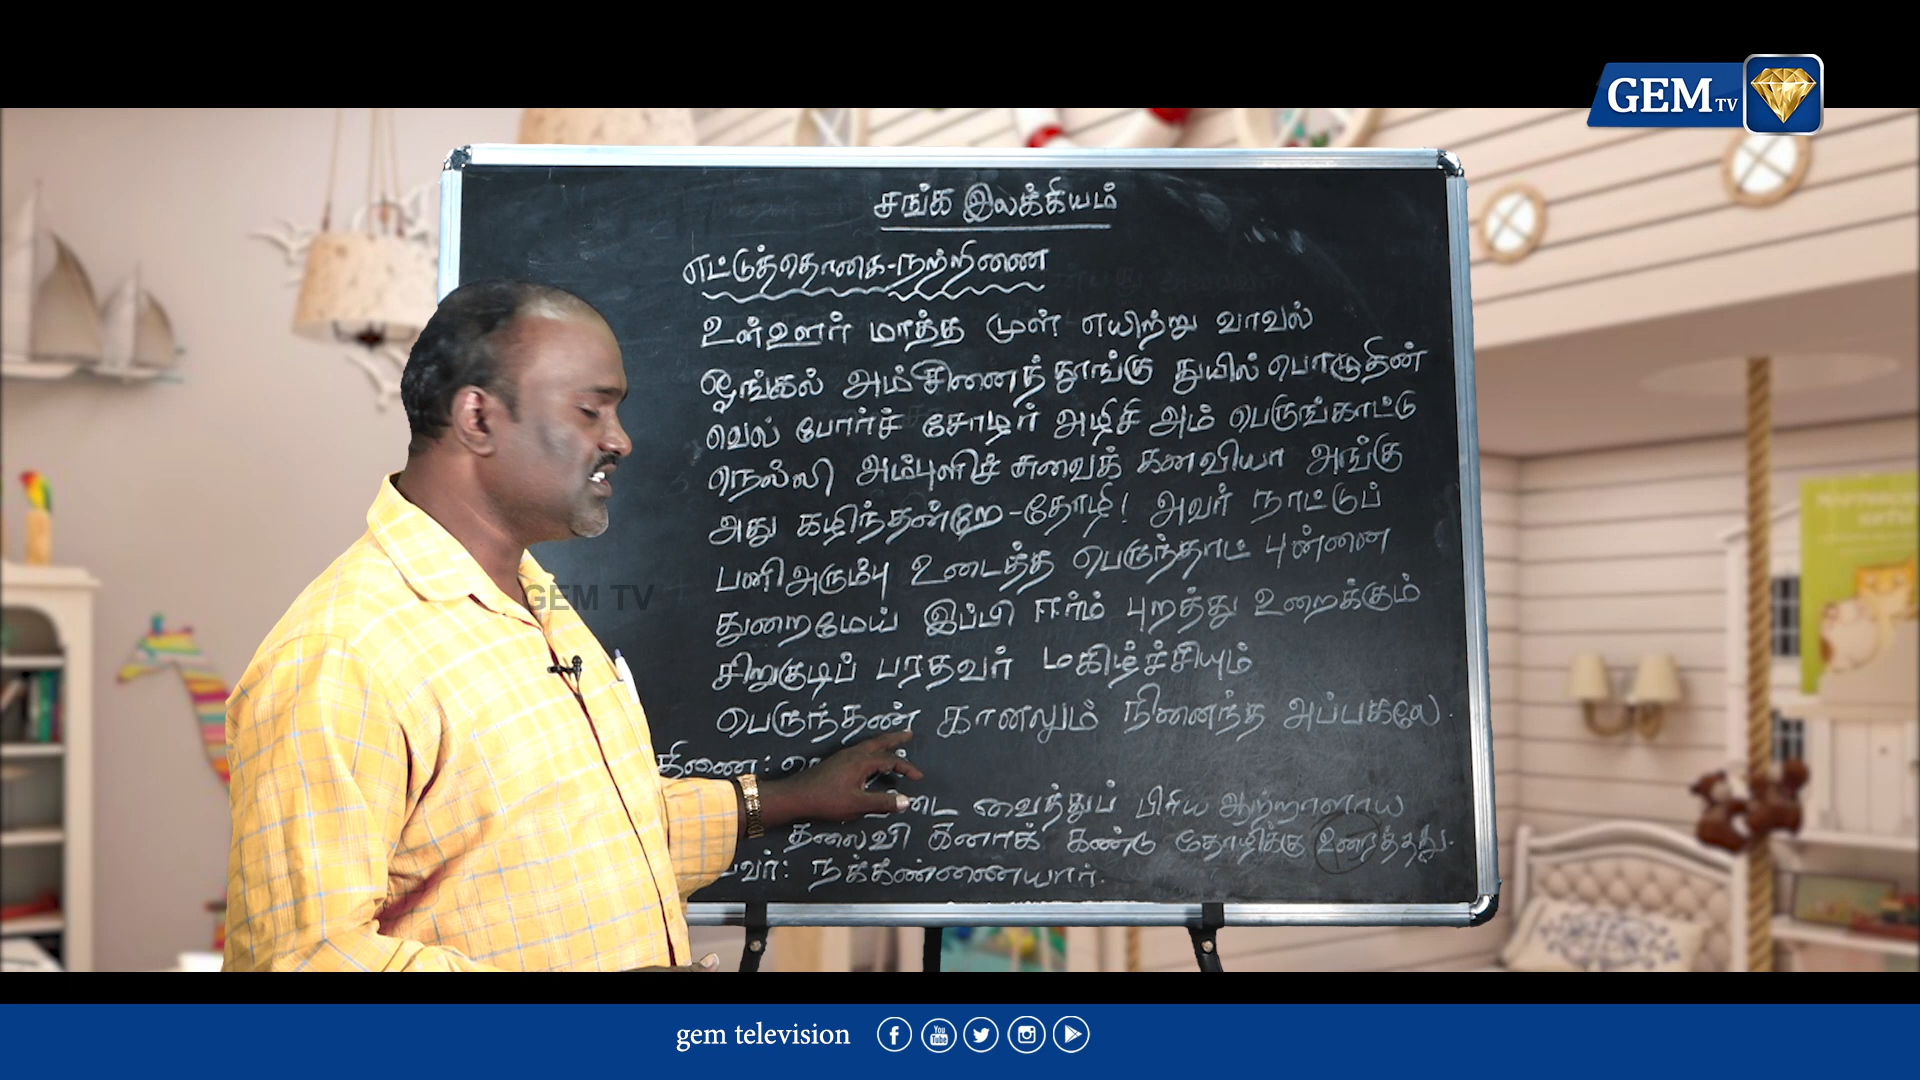 GEM TV
சங்க இலக்கியம்
எட்டுத்தொகை-நற்றிணை
உள்ஊர் மாத்த முள் எயிற்று வாவல்
ஓங்கல் அம்சினைத் தூங்கு துயில் பொழுதின்
வெல் போர்ச் சோழர் அழிசி அம் பெருங்காட்டு
நெல்லி அம்புளிச் சுவைக் கனவியா அங்கு
அது கழிந்தன்றே-தோழி! அவர் நாட்டுப்
பனிஅரும்பு உடைத்த பெருந்தாட் புன்னை
துறைமேய் இப்பி ஈர்ம் புறத்து உறைக்கும்
சிறுகுடிப் பரதவர் மகிழ்ச்சியும்
பெருந்தண் கானலும் நினைந்த அப்பகலே.
திணை:
வைத்துப் பிரிய ஆற்றாளாய
தலைவி கனாக் கண்டு தோழிக்கு உரைத்தது.
நக்கண்ணையார்.
GEM TV
gem television